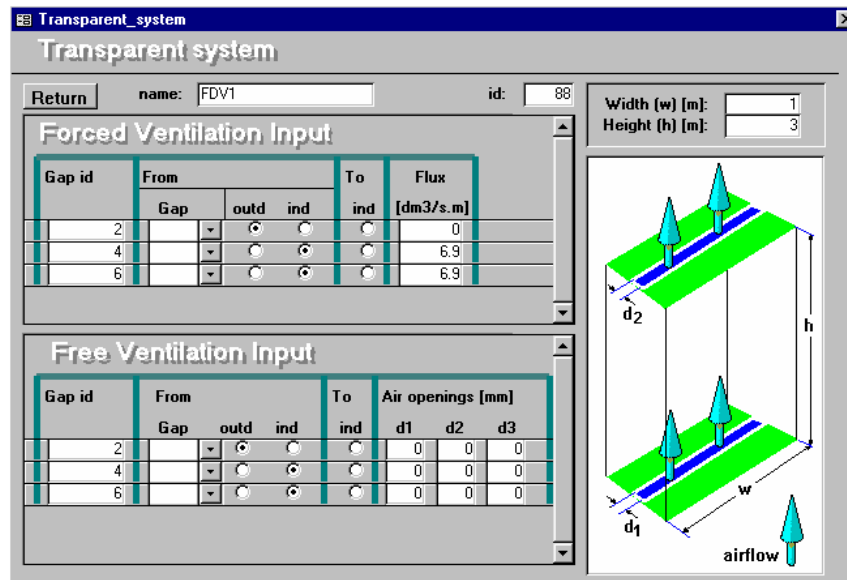 Transparent_system
Transparent system
Return name: FDV1 id: 88
Forced Ventilation Input
Gap id From To Flux
Gap outd ind ind [dm3/s.m]
2 0
4 6.9
6 6.9
Free Ventilation Input
Gap id From To Air openings [mm]
Gap outd ind ind d1 d2 d3
2 0 0 0
4 0 0 0
6 0 0 0
Width (w) [m]: 1
Height (h) [m]: 3
d2
h
w
d1
airflow